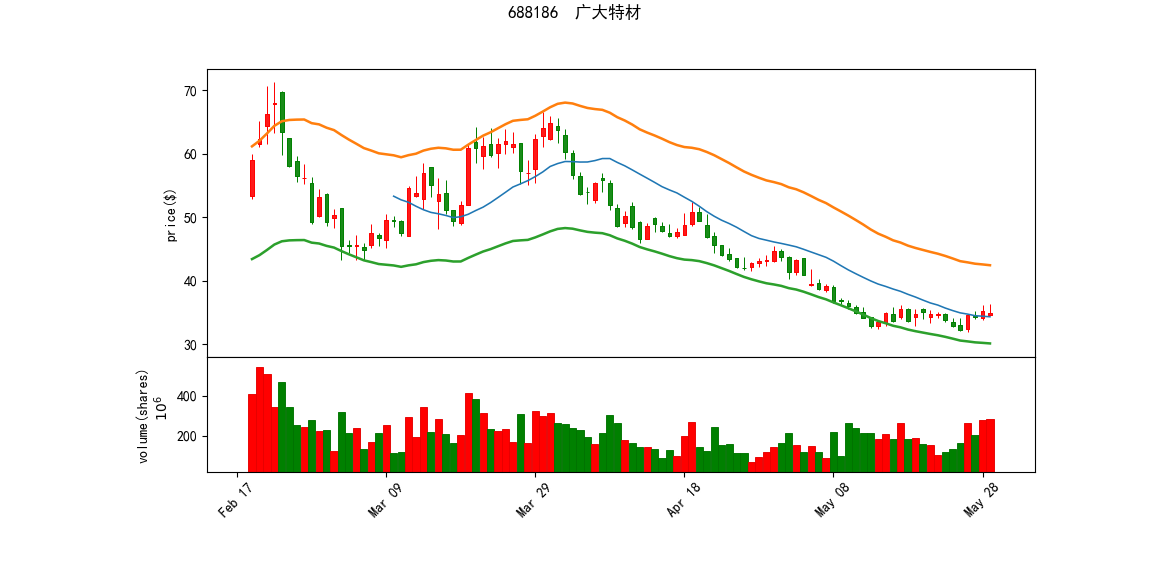 688186  广大特材
70
60
50
40
30
price($)
400
200
volume(shares)
10^6
Feb 17
Mar 09
Mar 29
Apr 18
May 08
May 28